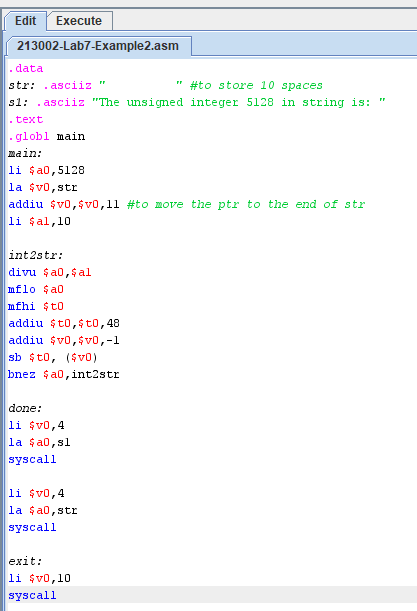 Edit Execute
213002-Lab7-Example2.asm
.data
str: .asciiz "          " #to store 10 spaces
s1: .asciiz "The unsigned integer 5128 in string is: "
.text
.globl main
main:
li $a0,5128
la $v0,str
addiu $v0,$v0,11 #to move the ptr to the end of str
li $a1,10
int2str:
divu $a0,$a1
mflo $a0
mfhi $t0
addiu $t0,$t0,48
addiu $v0,$v0,-1
sb $t0, ($v0)
bnez $a0,int2str
done:
li $v0,4
la $a0,s1
syscall
li $v0,4
la $a0,str
syscall
exit:
li $v0,10
syscall